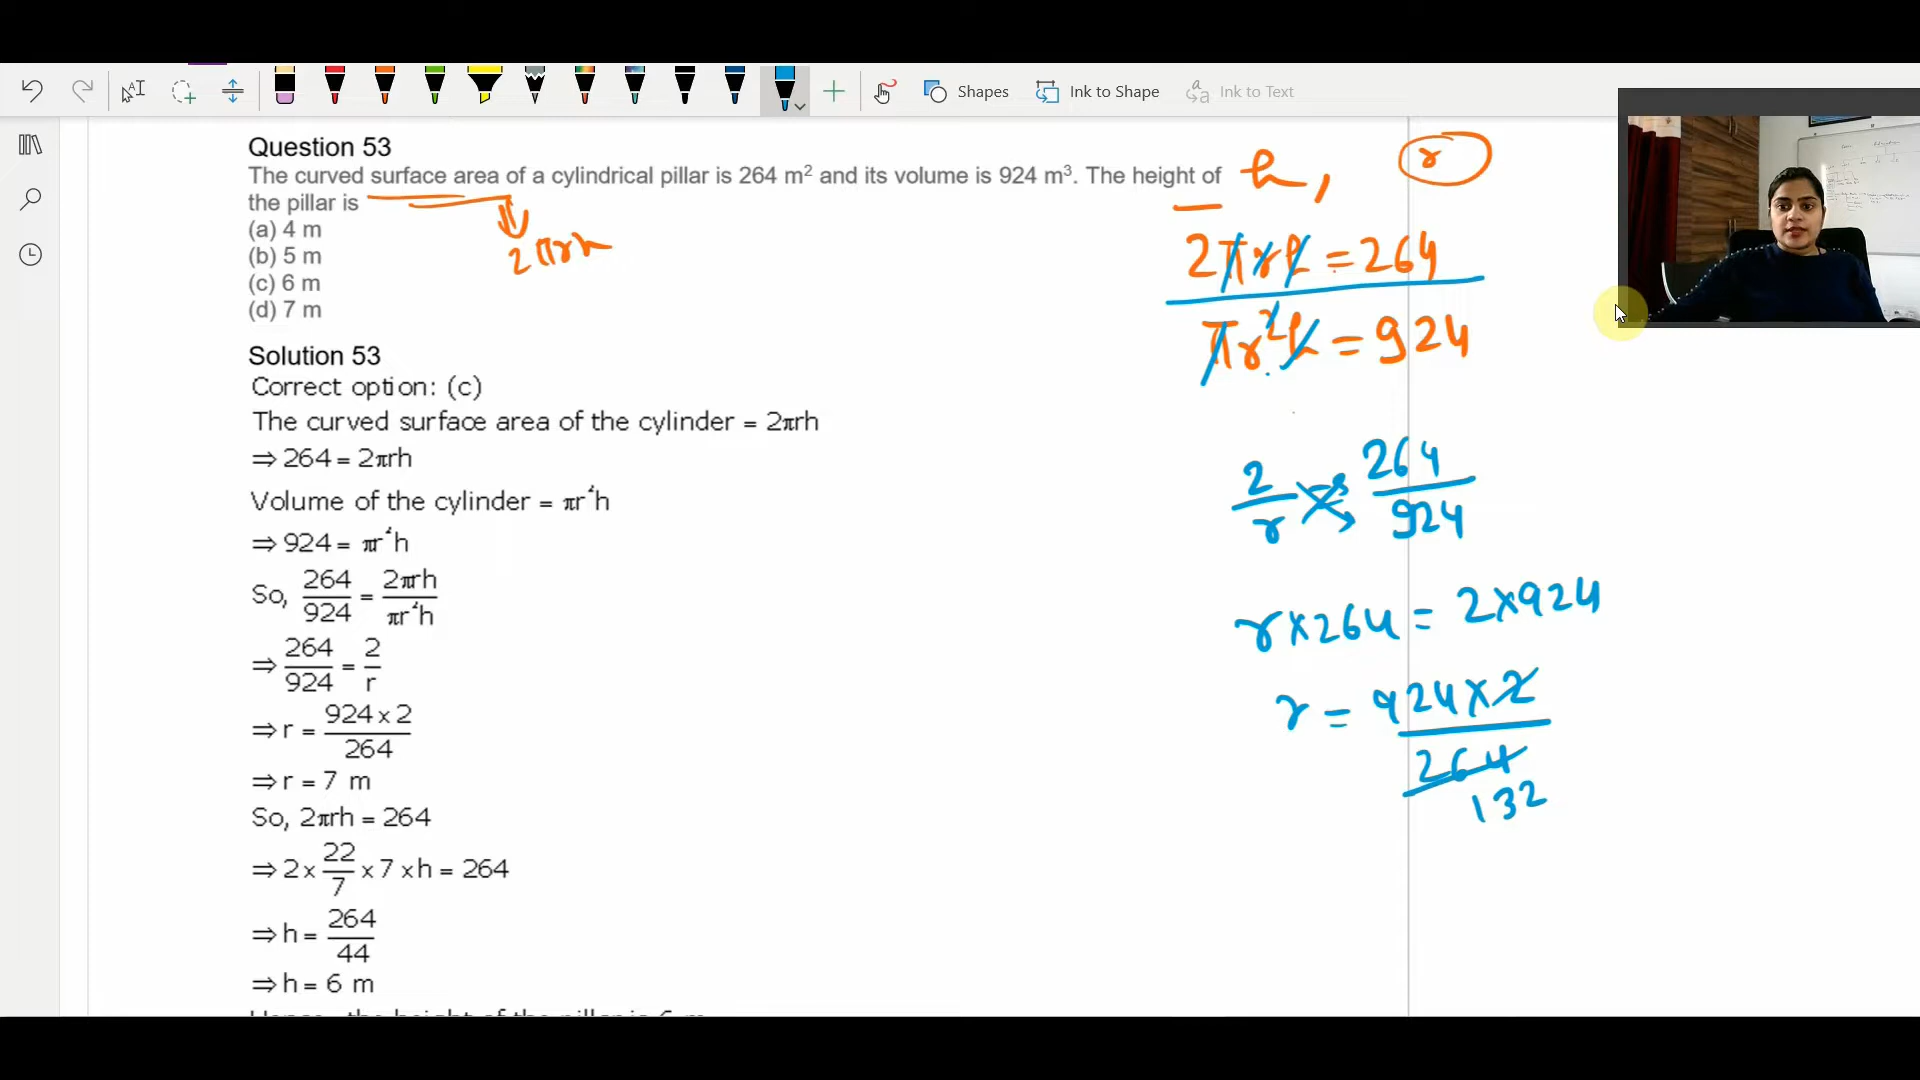 Shapes Ink to Shape Ink to Text
Question 53
The curved surface area of a cylindrical pillar is 264 m² and its volume is 924 m³. The height of
the pillar is
(a) 4 m
(b) 5 m
(c) 6 m
(d) 7 m
2πrh
h, r
2πrh = 264
πr²h = 924
2/r = 264/924
r×264 = 2×924
r = 924×2/264
132
Solution 53
Correct option: (c)
The curved surface area of the cylinder = 2πrh
⇒ 264 = 2πrh
Volume of the cylinder = πr²h
⇒ 924 = πr²h
So, 264/924 = 2πrh/πr²h
⇒ 264/924 = 2/r
⇒ r = 924 × 2/264
⇒ r = 7 m
So, 2πrh = 264
⇒ 2 × 22/7 × 7 × h = 264
⇒ h = 264/44
⇒ h = 6 m